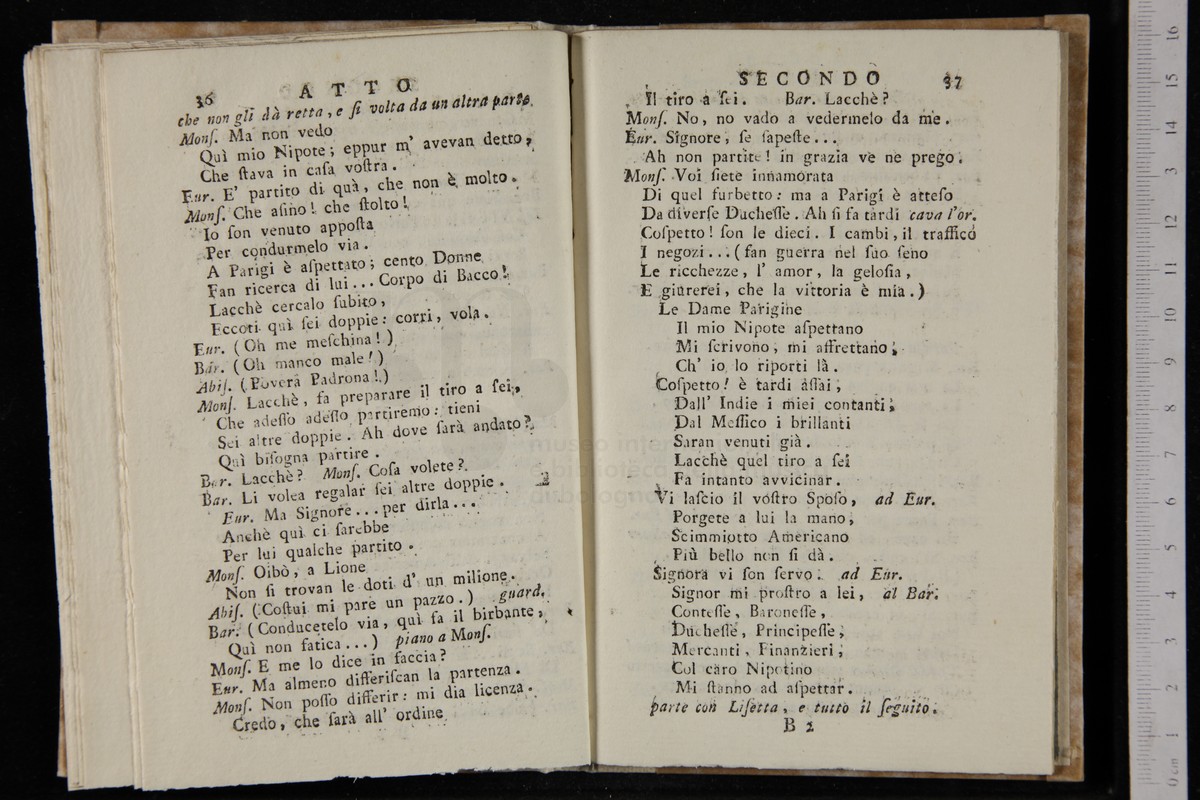 36 ATTO
che non gli dà retta, e ſi volta da un altra parte.
Monſ. Ma non vedo
Quì mio Nipote; eppur m' avevan detto,
Che ſtava in caſa voſtra.
Eur. E' partito di quà, che non è molto.
Monſ. Che aſino! che ſtolto!
Io ſon venuto appoſta
Per condurmelo via.
A Parigi è aſpettato; cento Donne
Fan ricerca di lui... Corpo di Bacco!
Lacchè cercalo ſubito,
Eccoti quì ſei doppie: corri, vola.
Eur. (Oh me meſchina!)
Bar. (Oh manco male!)
Abiſ. (Povera Padrona!)
Monſ. Lacchè, fa preparare il tiro a ſei,
Che adeſſo adeſſo partiremo: tieni
Sei altre doppie. Ah dove ſarà andato?
Quì biſogna partire.
Bar. Lacchè? Monſ. Coſa volete?
Bar. Li volea regalar ſei altre doppie.
Eur. Ma Signore... per dirla...
Anchè quì ci ſarebbe
Per lui qualche partito.
Monſ. Oibò, a Lione
Non ſi trovan le doti d' un milione.
Abiſ. (Coſtui mi pare un pazzo.) guard.
Bar. (Conducetelo via, quì fa il birbante,
Quì non fatica...) piano a Monſ.
Monſ. E me lo dice in faccia?
Eur. Ma almeno differiſcan la partenza.
Monſ. Non poſſo differir: mi dia licenza.
Credo, che ſarà all' ordine
SECONDO 37
Il tiro a ſei. Bar. Lacchè?
Monſ. No, no vado a vedermelo da me.
Eur. Signore, ſe ſapeſte...
Ah non partite! in grazia ve ne prego.
Monſ. Voi ſiete innamorata
Di quel furbetto: ma a Parigi è atteſo
Da diverſe Ducheſſe. Ah ſi fa tardi cava l'or.
Coſpetto! ſon le dieci. I cambi, il traffico
I negozi...(fan guerra nel ſuo ſeno
Le ricchezze, l' amor, la geloſia,
E giurerei, che la vittoria è mia.)
Le Dame Parigine
Il mio Nipote aſpettano
Mi ſcrivono, mi affrettano,
Ch' io lo riporti là.
Coſpetto! è tardi aſſai,
Dall' Indie i miei contanti,
Dal Meſſico i brillanti
Saran venuti già.
Lacchè quel tiro a ſei
Fa intanto avvicinar.
Vi laſcio il voſtro Spoſo, ad Eur.
Porgete a lui la mano,
Scimmiotto Americano
Più bello non ſi dà.
Signora vi ſon ſervo: ad Eur.
Signor mi proſtro a lei, al Bar.
Conteſſe, Baroneſſe,
Ducheſſe, Principeſſe,
Mercanti, Finanzieri,
Col caro Nipotino
Mi ſtanno ad aſpettar.
parte con Liſetta, e tutto il ſeguito.
B 2